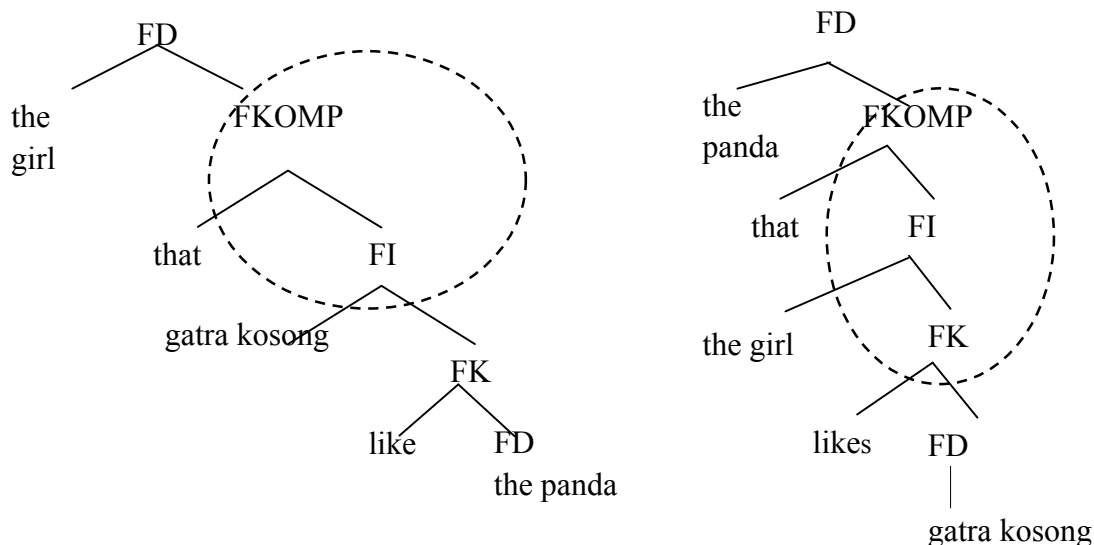 FD
the
girl
FKOMP
that
FI
gatra kosong
FK
like
FD
the panda
FD
the
panda
FKOMP
that
FI
the girl
FK
likes
FD
gatra kosong